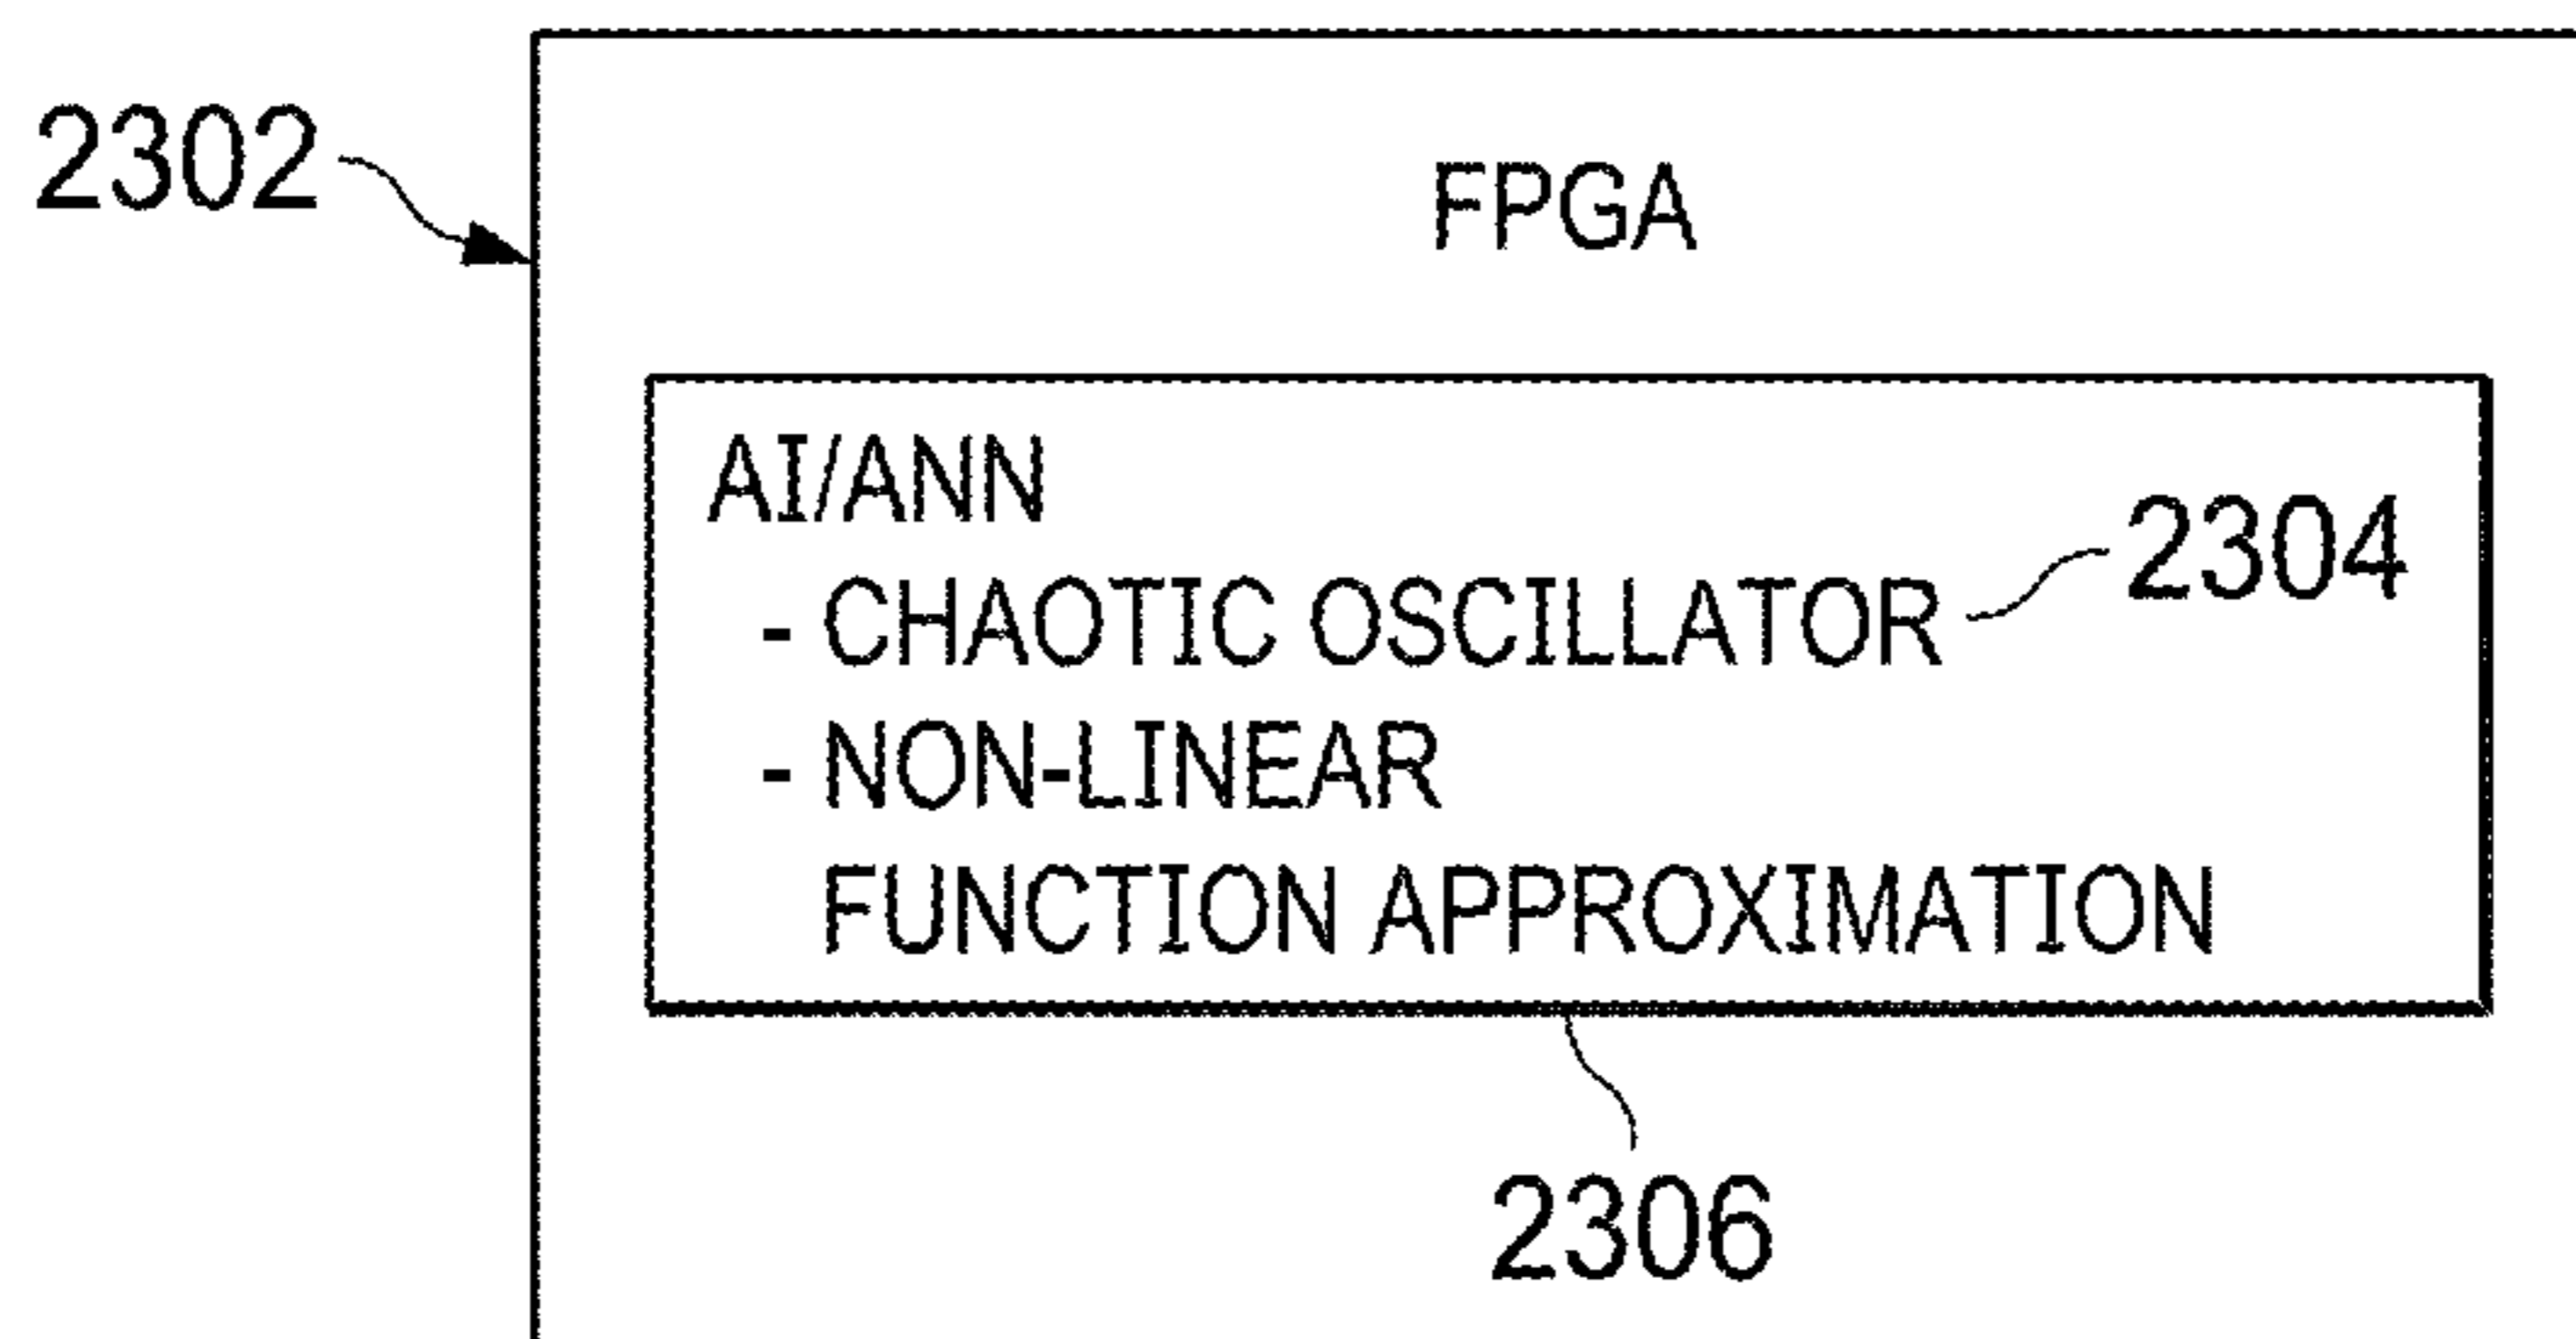 2302
FPGA
AI/ANN
- CHAOTIC OSCILLATOR
2304
- NON-LINEAR
FUNCTION APPROXIMATION
2306